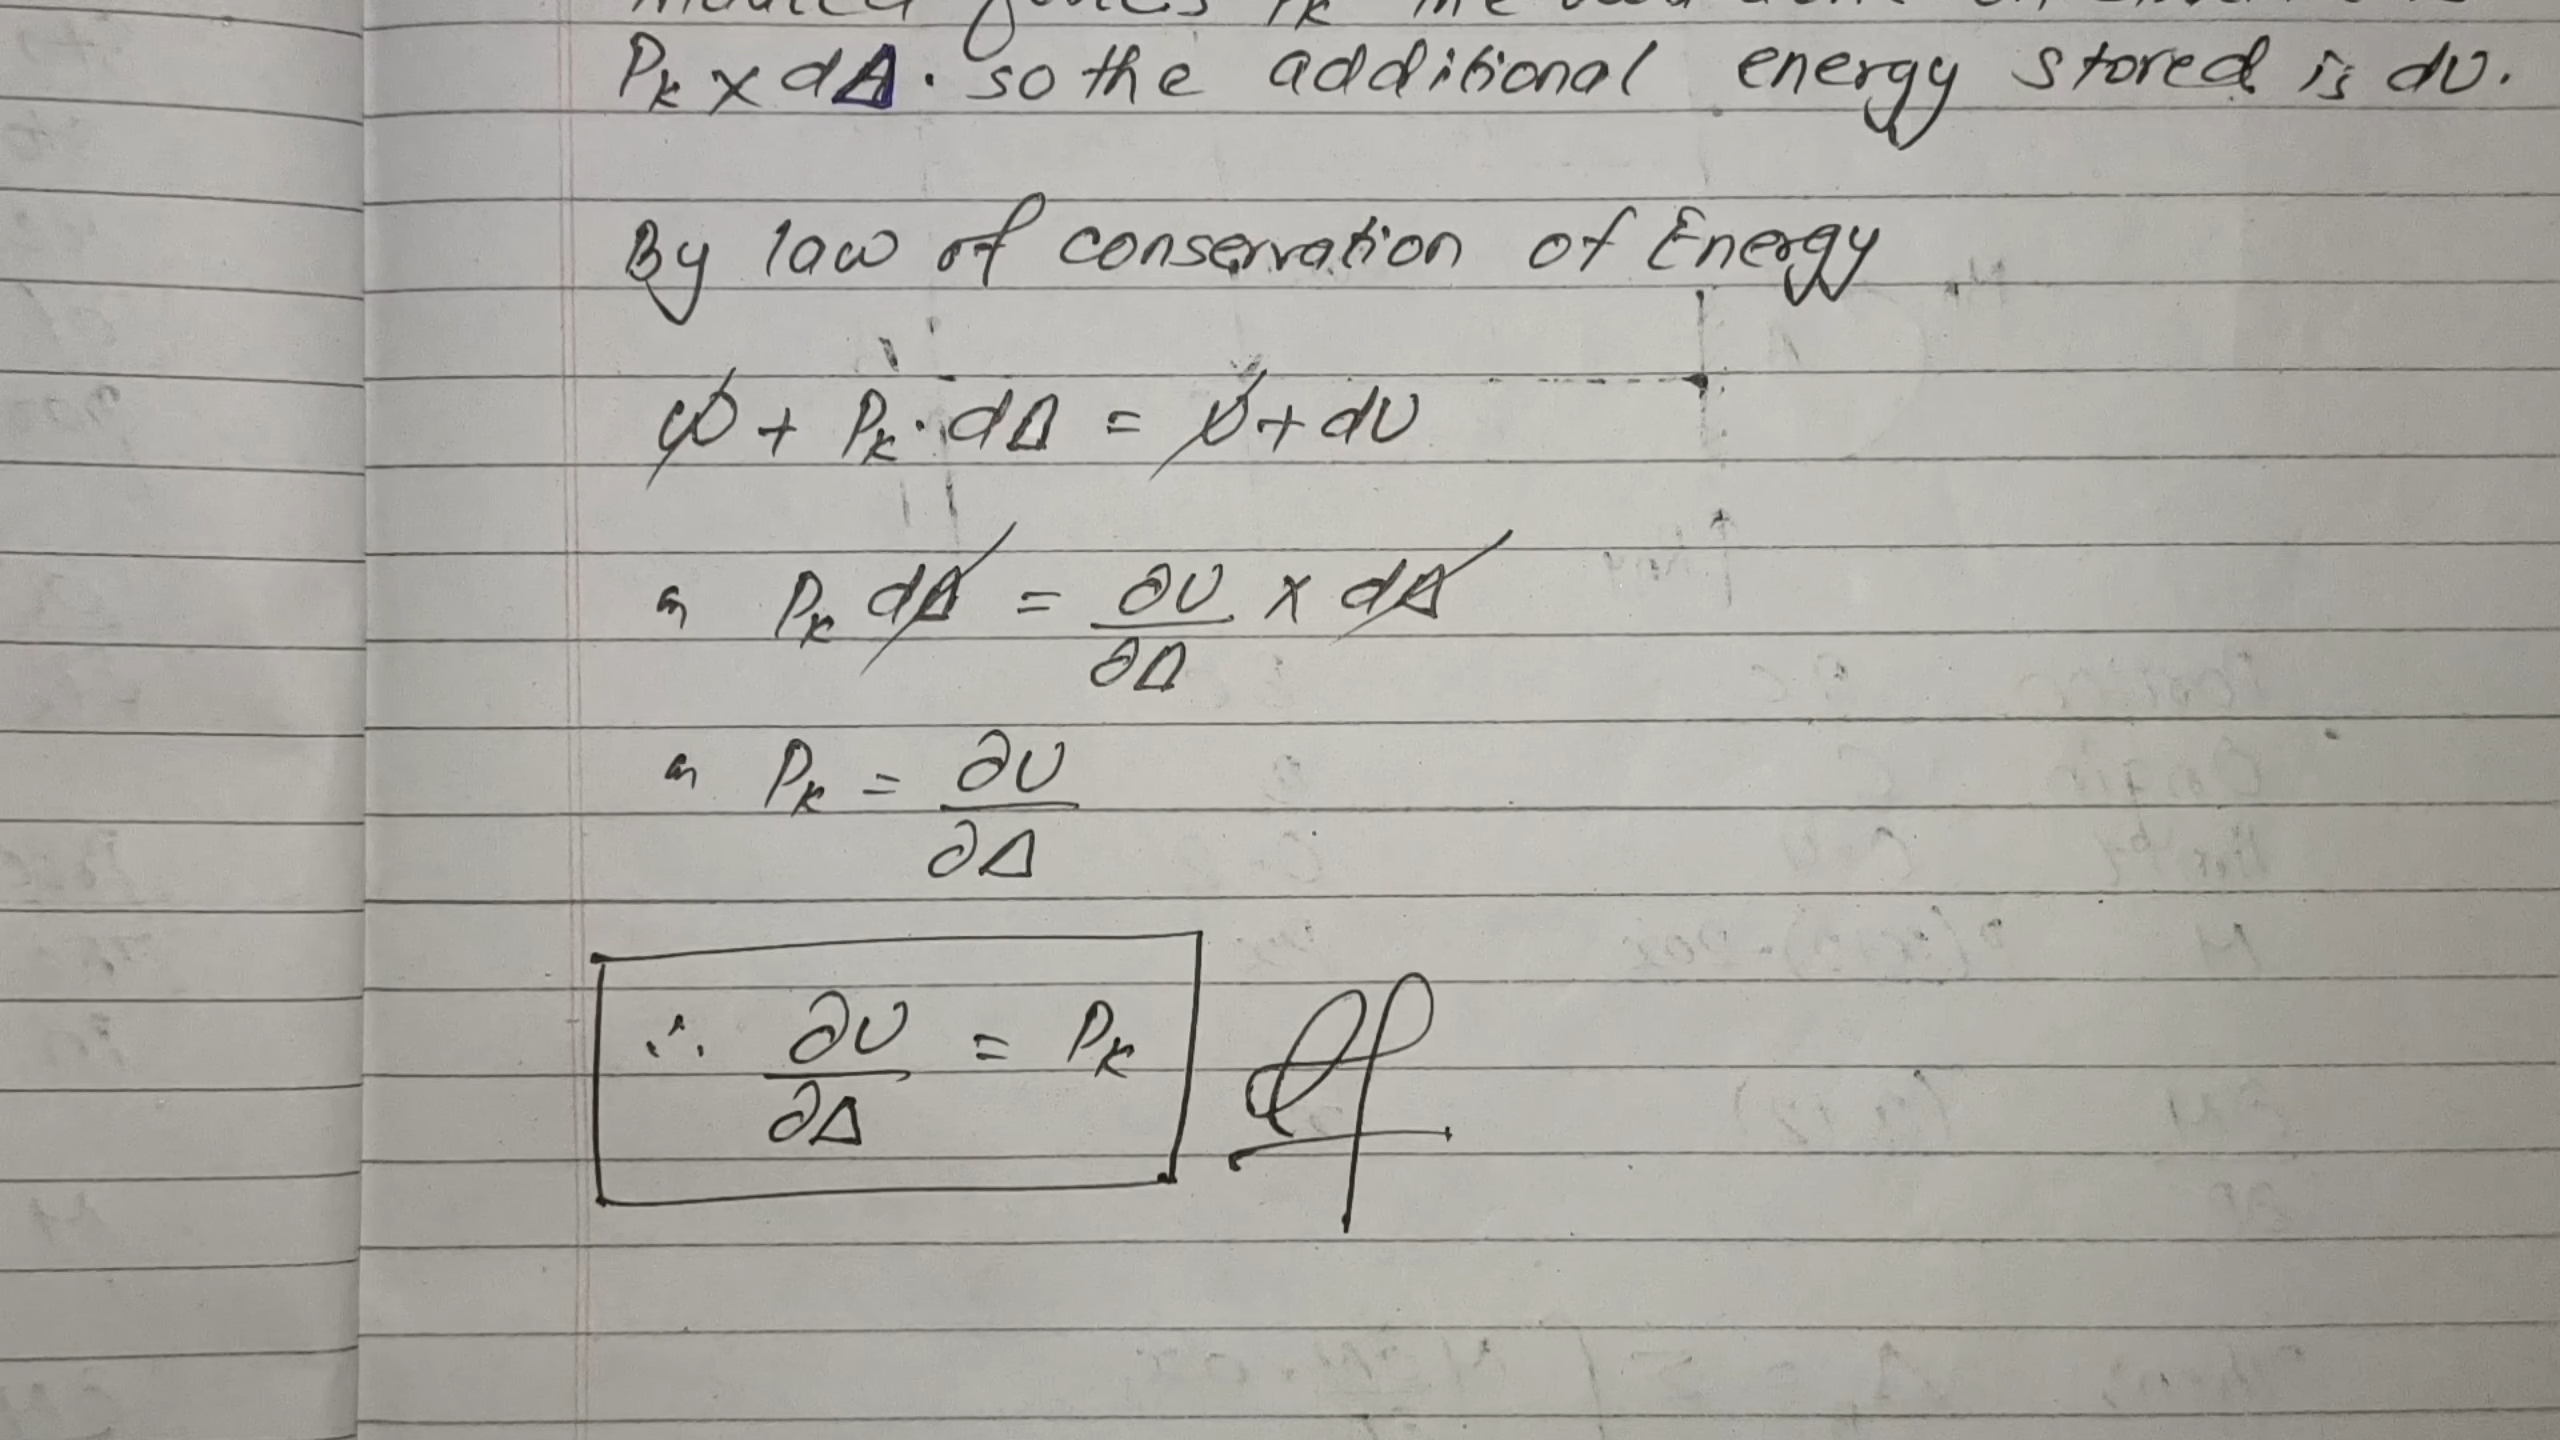 Pk x dΔ. so the additional energy stored is dU.
By law of conservation of Energy
W + Pk · dΔ = U + dU
Pk dΔ = ∂U/∂Δ x dΔ
Pk = ∂U/∂Δ
∴ ∂U/∂Δ = Pk